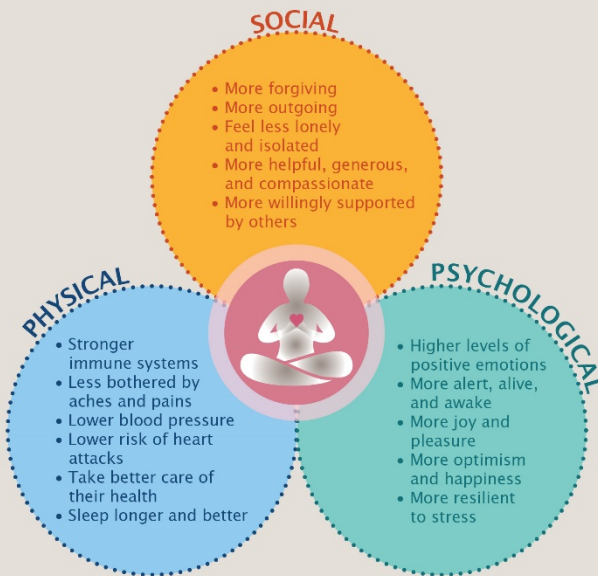 SOCIAL
• More forgiving
• More outgoing
• Feel less lonely
and isolated
• More helpful, generous,
and compassionate
• More willingly supported
by others
PHYSICAL
• Stronger
immune systems
• Less bothered by
aches and pains
• Lower blood pressure
• Lower risk of heart
attacks
• Take better care of
their health
• Sleep longer and better
PSYCHOLOGICAL
• Higher levels of
positive emotions
• More alert, alive,
and awake
• More joy and
pleasure
• More optimism
and happiness
• More resilient
to stress